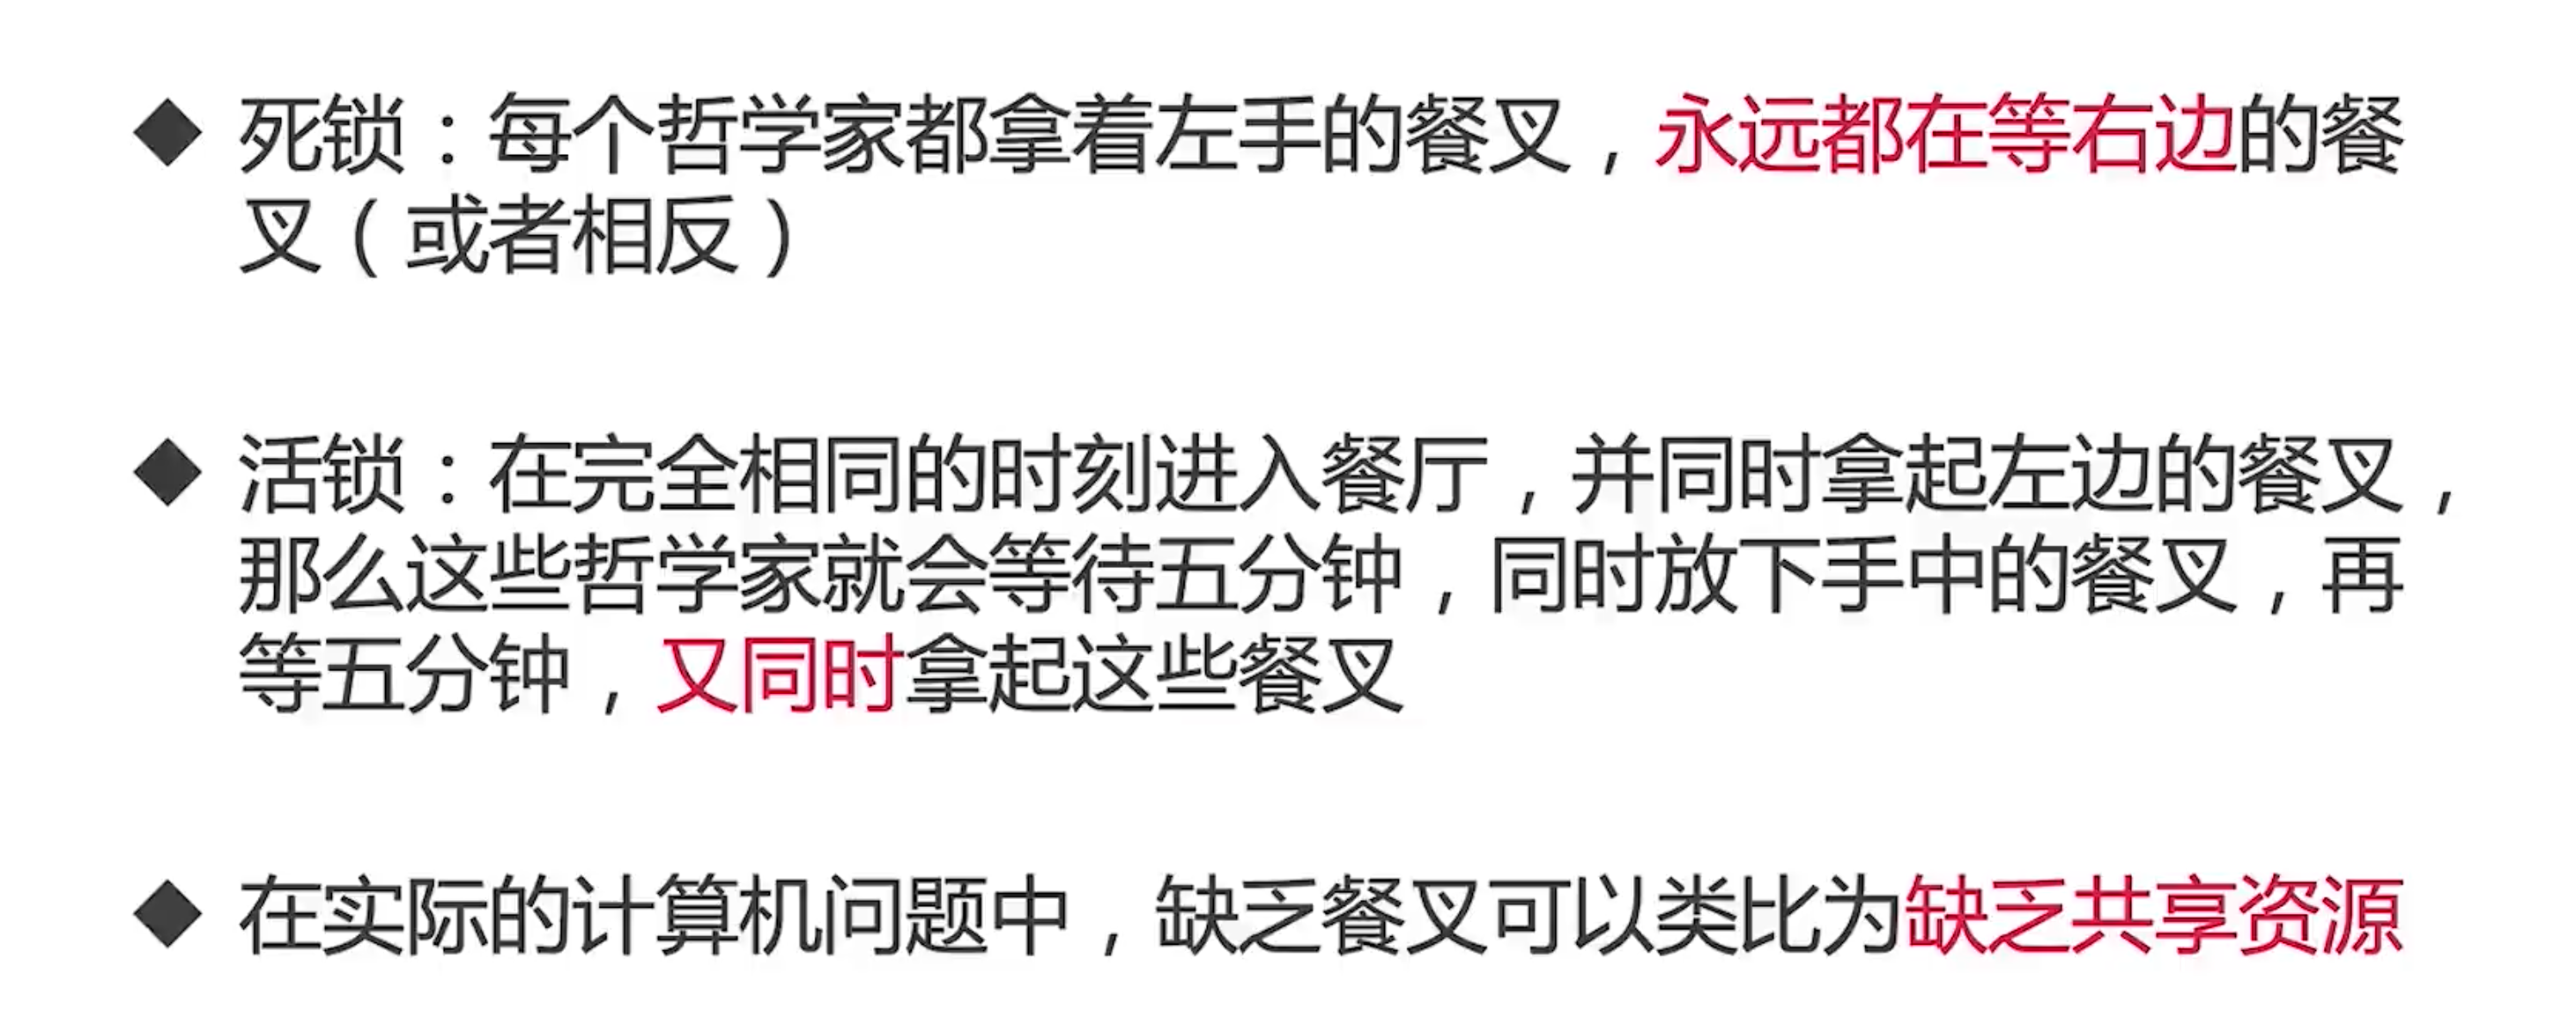 ◆ 死锁：每个哲学家都拿着左手的餐叉，永远都在等右边的餐
叉（或者相反）
◆ 活锁：在完全相同的时刻进入餐厅，并同时拿起左边的餐叉，
那么这些哲学家就会等待五分钟，同时放下手中的餐叉，再
等五分钟，又同时拿起这些餐叉
◆ 在实际的计算机问题中，缺乏餐叉可以类比为缺乏共享资源